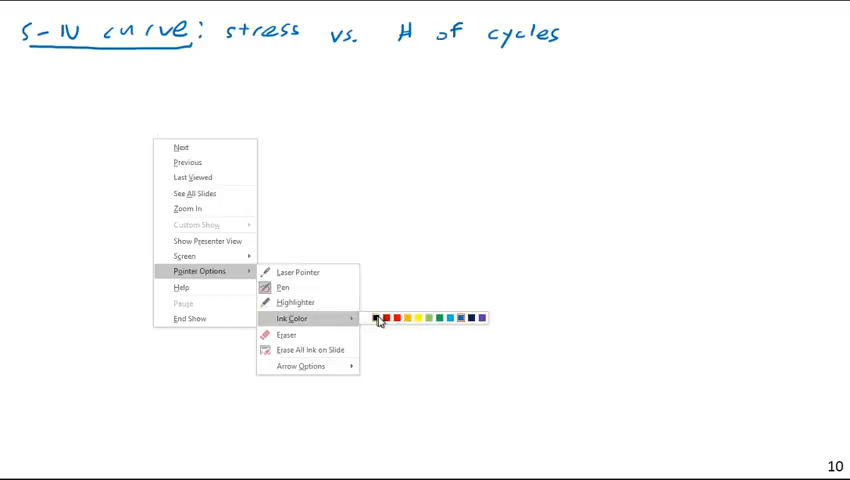 S-N curve: stress vs. # of cycles
Next
Previous
Last Viewed
See All Slides
Zoom In
Custom Show
Show Presenter View
Screen
Pointer Options
Help
Pause
End Show
Laser Pointer
Pen
Highlighter
Ink Color
Eraser
Erase All Ink on Slide
Arrow Options
10